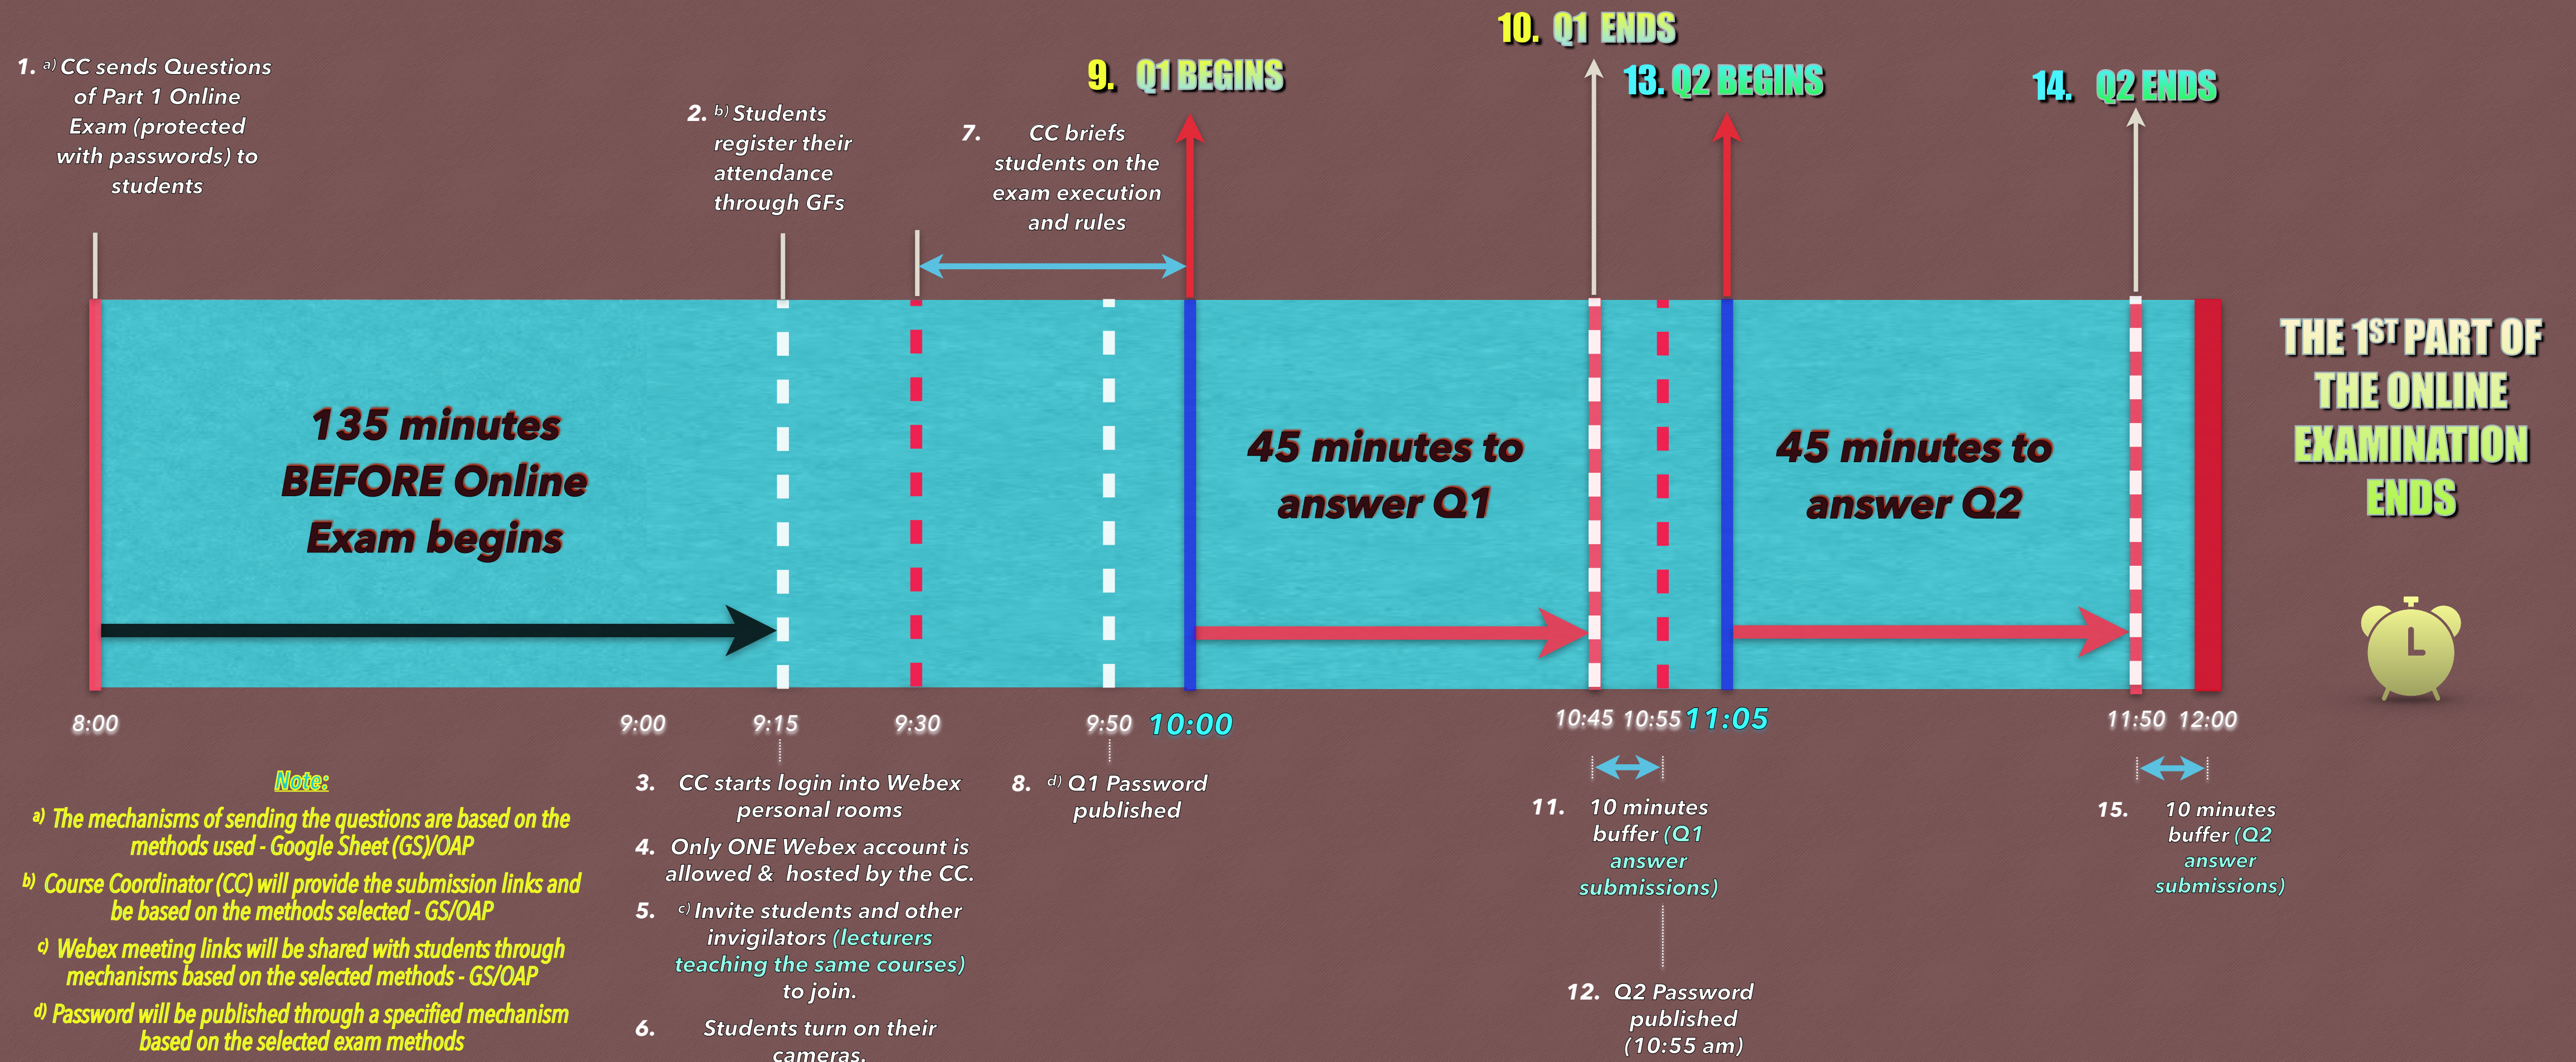 1. a) CC sends Questions
of Part 1 Online
Exam (protected
with passwords) to
students
2. b) Students
register their
attendance
through GFs
7. CC briefs
students on the
exam execution
and rules
9. Q1 BEGINS
10. Q1 ENDS
13. Q2 BEGINS
14. Q2 ENDS
135 minutes
BEFORE Online
Exam begins
45 minutes to
answer Q1
45 minutes to
answer Q2
THE 1ST PART OF
THE ONLINE
EXAMINATION
ENDS
8:00
9:00
9:15
9:30
9:50
10:00
10:45
10:55
11:05
11:50
12:00
Note:
a) The mechanisms of sending the questions are based on the
methods used - Google Sheet (GS)/OAP
b) Course Coordinator (CC) will provide the submission links and
be based on the methods selected - GS/OAP
c) Webex meeting links will be shared with students through
mechanisms based on the selected methods - GS/OAP
d) Password will be published through a specified mechanism
based on the selected exam methods
3. CC starts login into Webex
personal rooms
4. Only ONE Webex account is
allowed & hosted by the CC.
5. c) Invite students and other
invigilators (lecturers
teaching the same courses)
to join.
6. Students turn on their
cameras.
8. d) Q1 Password
published
11. 10 minutes
buffer (Q1
answer
submissions)
12. Q2 Password
published
(10:55 am)
15. 10 minutes
buffer (Q2
answer
submissions)